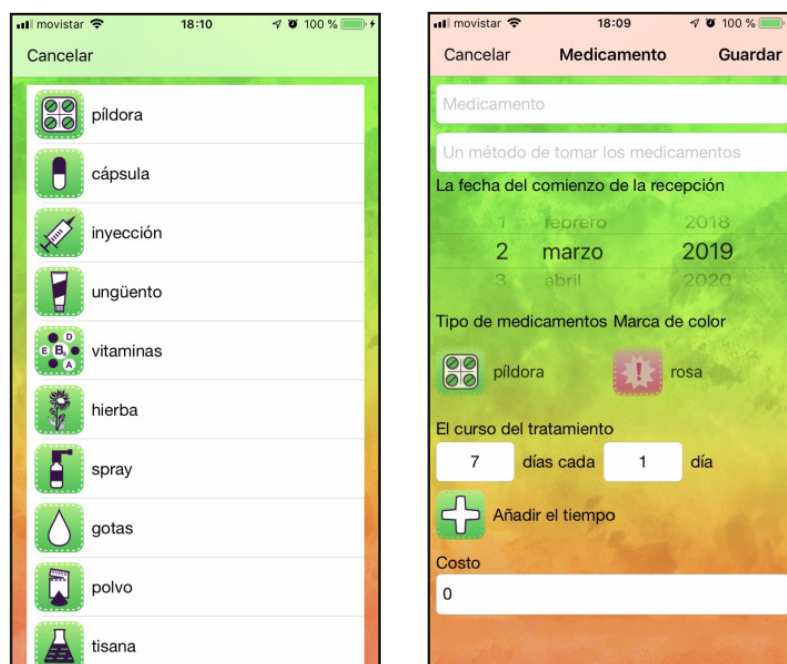 movistar 18:10 100 %
Cancelar
píldora
cápsula
inyección
ungüento
vitaminas
E B6 D A
hierba
spray
gotas
polvo
tisana
movistar 18:09 100 %
Cancelar Medicamento Guardar
Medicamento
Un método de tomar los medicamentos
La fecha del comienzo de la recepción
1 febrero 2018
2 marzo 2019
3 abril 2020
Tipo de medicamentos Marca de color
píldora ! rosa
El curso del tratamiento
7 días cada 1 día
Añadir el tiempo
Costo
0